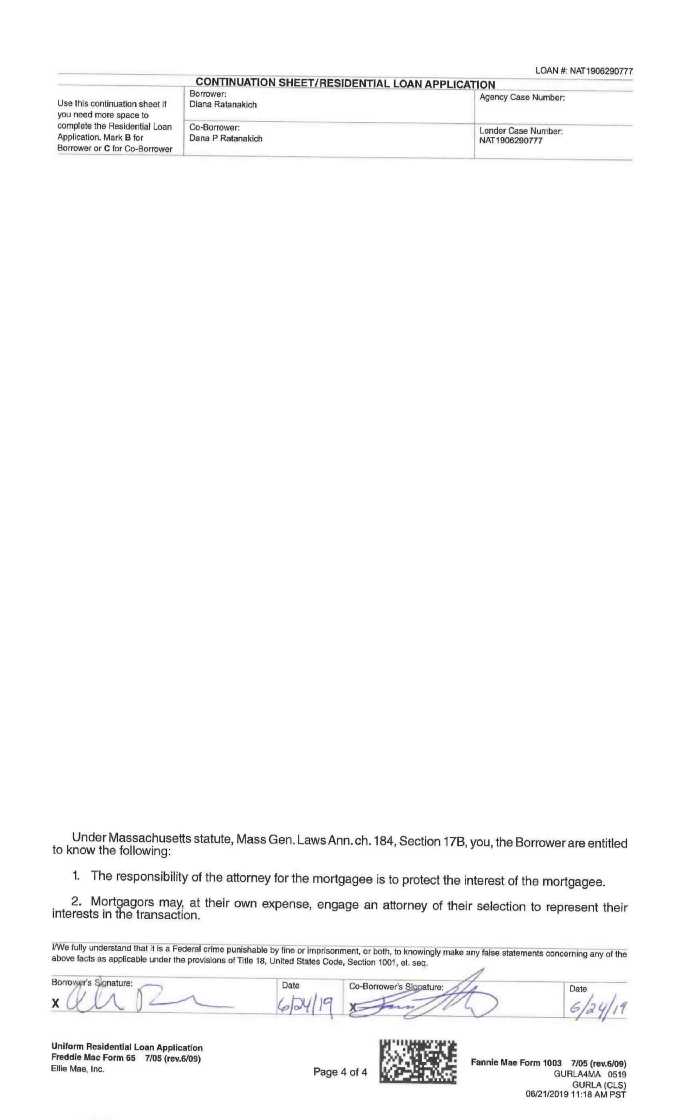 LOAN #: NAT1906290777
CONTINUATION SHEET/RESIDENTIAL LOAN APPLICATION
Use this continuation sheet if
you need more space to
complete the Residential Loan
Application. Mark B for
Borrower or C for Co-Borrower
Borrower:
Diana Ratanakich
Agency Case Number:
Co-Borrower:
Dana P Ratanakich
Lender Case Number:
NAT1906290777
Under Massachusetts statute, Mass Gen. Laws Ann. ch. 184, Section 17B, you, the Borrower are entitled
to know the following:
1. The responsibility of the attorney for the mortgagee is to protect the interest of the mortgagee.
2. Mortgagors may, at their own expense, engage an attorney of their selection to represent their
interests in the transaction.
I/We fully understand that it is a Federal crime punishable by fine or imprisonment, or both, to knowingly make any false statements concerning any of the
above facts as applicable under the provisions of Title 18, United States Code, Section 1001, et. seq.
Borrower's Signature:
X
Date
6/24/19
Co-Borrower's Signature:
X
Date
6/24/19
Uniform Residential Loan Application
Freddie Mac Form 65 7/05 (rev.6/09)
Ellie Mae, Inc.
Page 4 of 4
Fannie Mae Form 1003 7/05 (rev.6/09)
GURLA4MA 0519
GURLA (CLS)
06/21/2019 11:18 AM PST